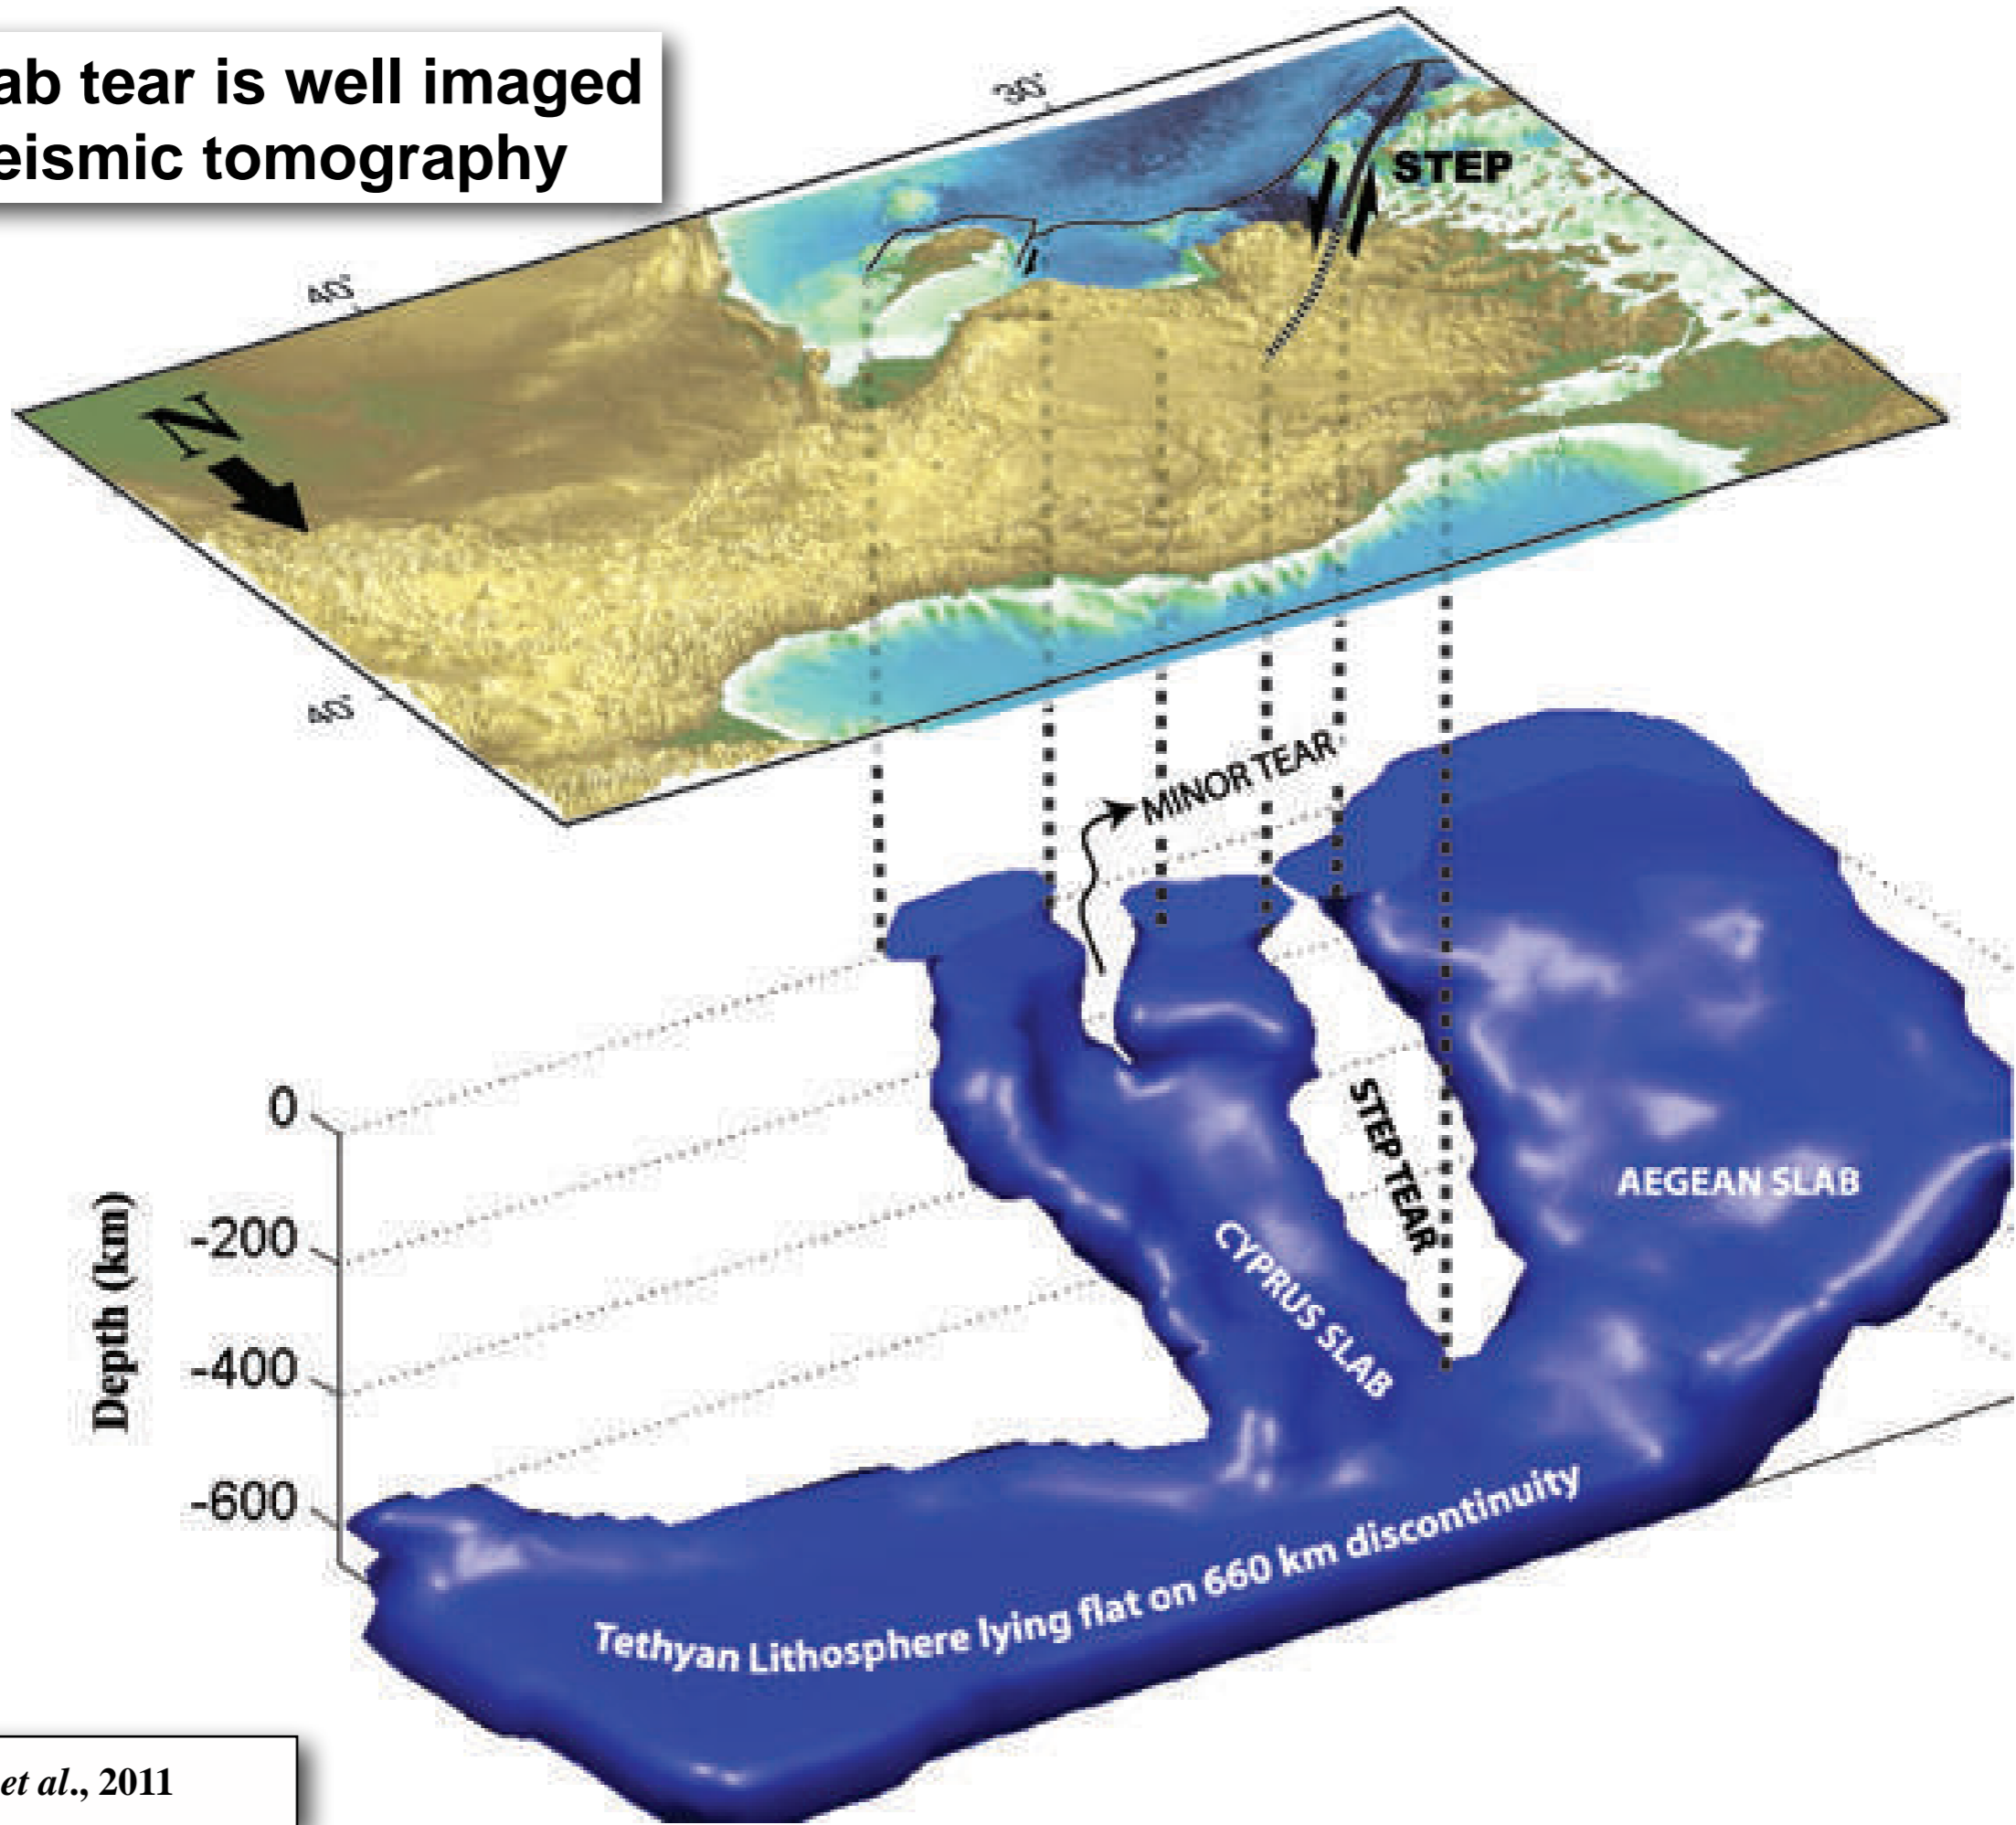 ab tear is well imaged
eismic tomography
30°
STEP
40°
N
40°
MINOR TEAR
0
-200
-400
-600
Depth (km)
STEP TEAR
AEGEAN SLAB
CYPRUS SLAB
Tethyan Lithosphere lying flat on 660 km discontinuity
et al., 2011